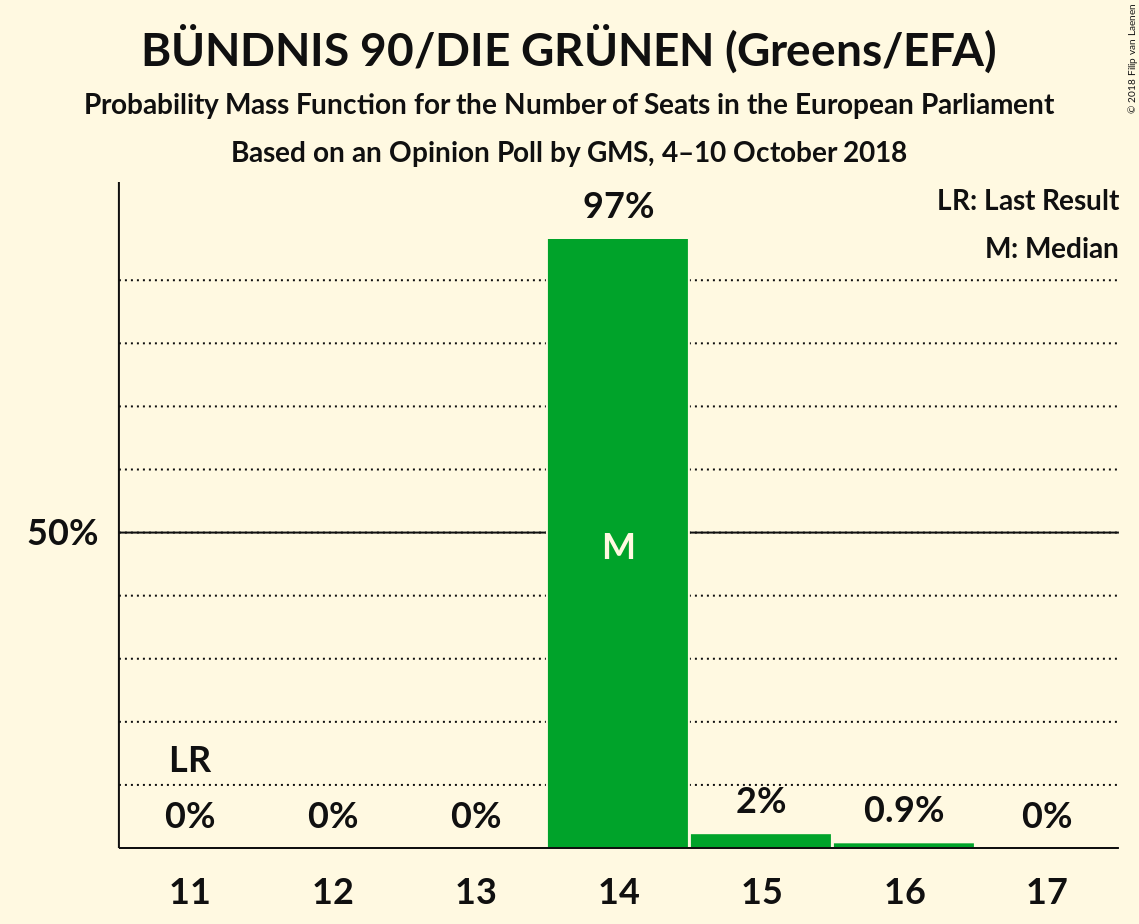 BÜNDNIS 90/DIE GRÜNEN (Greens/EFA)
Probability Mass Function for the Number of Seats in the European Parliament
Based on an Opinion Poll by GMS, 4–10 October 2018
© 2018 Filip van Laenen
LR: Last Result
M: Median
97%
50%
M
LR
0%
0%
0%
2%
0.9%
0%
11
12
13
14
15
16
17